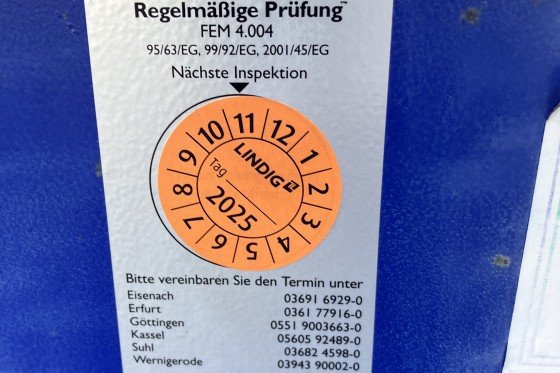 Regelmäßige Prüfung™
FEM 4.004
95/63/EG, 99/92/EG, 2001/45/EG
Nächste Inspektion
1 2 3 4 5 6 7 8 9 10 11 12
LINDIG
Tag
2025
Bitte vereinbaren Sie den Termin unter
Eisenach 03691 6929-0
Erfurt 0361 77916-0
Göttingen 0551 9003663-0
Kassel 05605 92489-0
Suhl 03682 4598-0
Wernigerode 03943 90002-0